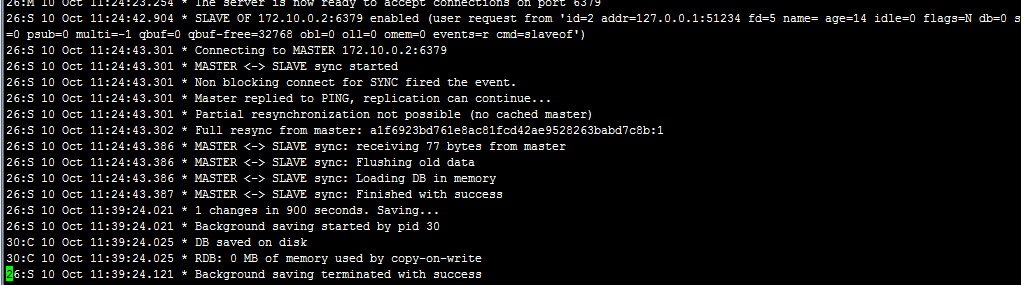 26:M 10 Oct 11:24:23.254 * The server is now ready to accept connections on port 6379
26:S 10 Oct 11:24:42.904 * SLAVE OF 172.10.0.2:6379 enabled (user request from 'id=2 addr=127.0.0.1:51234 fd=5 name= age=14 idle=0 flags=N db=0 s
=0 psub=0 multi=-1 qbuf=0 qbuf-free=32768 obl=0 oll=0 omem=0 events=r cmd=slaveof')
26:S 10 Oct 11:24:43.301 * Connecting to MASTER 172.10.0.2:6379
26:S 10 Oct 11:24:43.301 * MASTER <-> SLAVE sync started
26:S 10 Oct 11:24:43.301 * Non blocking connect for SYNC fired the event.
26:S 10 Oct 11:24:43.301 * Master replied to PING, replication can continue...
26:S 10 Oct 11:24:43.301 * Partial resynchronization not possible (no cached master)
26:S 10 Oct 11:24:43.302 * Full resync from master: a1f6923bd761e8ac81fcd42ae9528263babd7c8b:1
26:S 10 Oct 11:24:43.386 * MASTER <-> SLAVE sync: receiving 77 bytes from master
26:S 10 Oct 11:24:43.386 * MASTER <-> SLAVE sync: Flushing old data
26:S 10 Oct 11:24:43.386 * MASTER <-> SLAVE sync: Loading DB in memory
26:S 10 Oct 11:24:43.387 * MASTER <-> SLAVE sync: Finished with success
26:S 10 Oct 11:39:24.021 * 1 changes in 900 seconds. Saving...
26:S 10 Oct 11:39:24.021 * Background saving started by pid 30
30:C 10 Oct 11:39:24.025 * DB saved on disk
30:C 10 Oct 11:39:24.025 * RDB: 0 MB of memory used by copy-on-write
26:S 10 Oct 11:39:24.121 * Background saving terminated with success